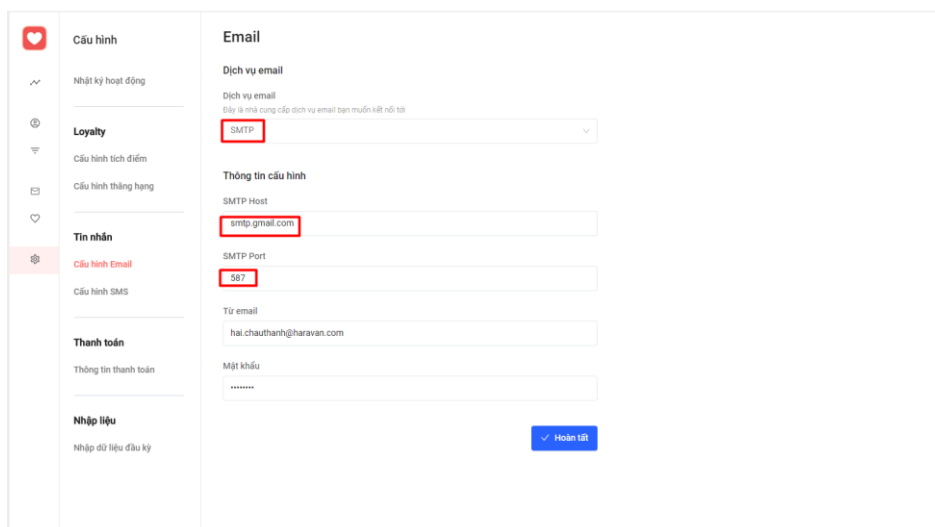 Cấu hình
Nhật ký hoạt động
Loyalty
Cấu hình tích điểm
Cấu hình thăng hạng
Tin nhắn
Cấu hình Email
Cấu hình SMS
Thanh toán
Thông tin thanh toán
Nhập liệu
Nhập dữ liệu đầu kỳ
Email
Dịch vụ email
Dịch vụ email
Đây là nhà cung cấp dịch vụ email bạn muốn kết nối tới
SMTP
Thông tin cấu hình
SMTP Host
smtp.gmail.com
SMTP Port
587
Từ email
hai.chauthanh@haravan.com
Mật khẩu
••••••••
Hoàn tất